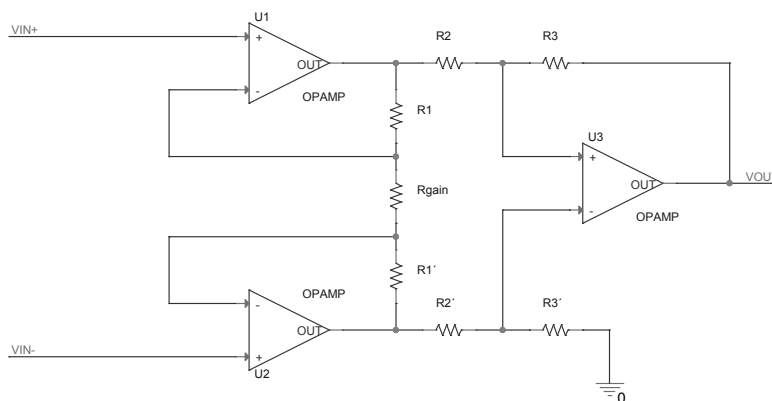 VIN+
U1
+
-
OUT
OPAMP
R2
R3
R1
U3
+
-
OUT
OPAMP
VOUT
Rgain
R1´
OPAMP
-
+
OUT
U2
VIN-
R2´
R3´
0